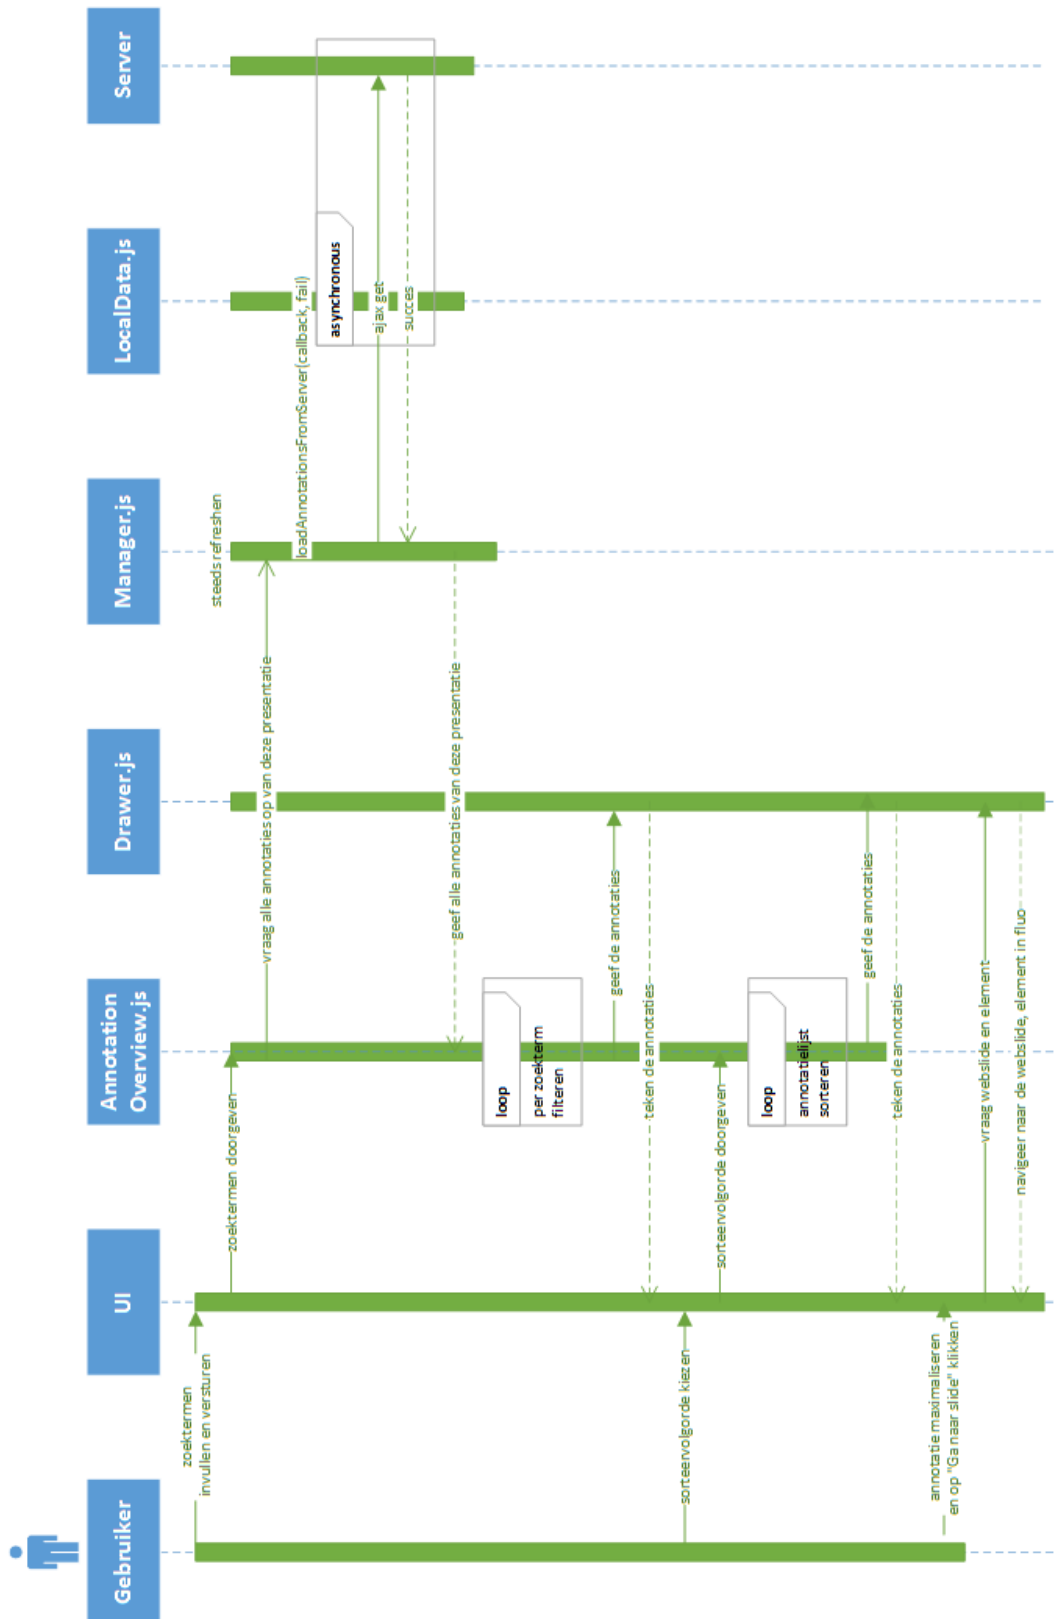 Gebruiker
UI
Annotation
Overview.js
Drawer.js
Manager.js
LocalData.js
Server
zoektermen
invullen en versturen
steeds refreshen
zoektermen doorgeven
vraag alle annotaties op van deze presentatie
loadAnnotationsFromServer(callback, fail)
asynchronous
ajax get
succes
geef alle annotaties van deze presentatie
loop
per zoekterm
filteren
geef de annotaties
teken de annotaties
sorteervolgorde kiezen
sorteervolgorde doorgeven
loop
annotatielijst
sorteren
geef de annotaties
teken de annotaties
annotatie maximaliseren
en op "Ga naar slide" klikken
vraag webslide en element
navigeer naar de webslide, element in fluo